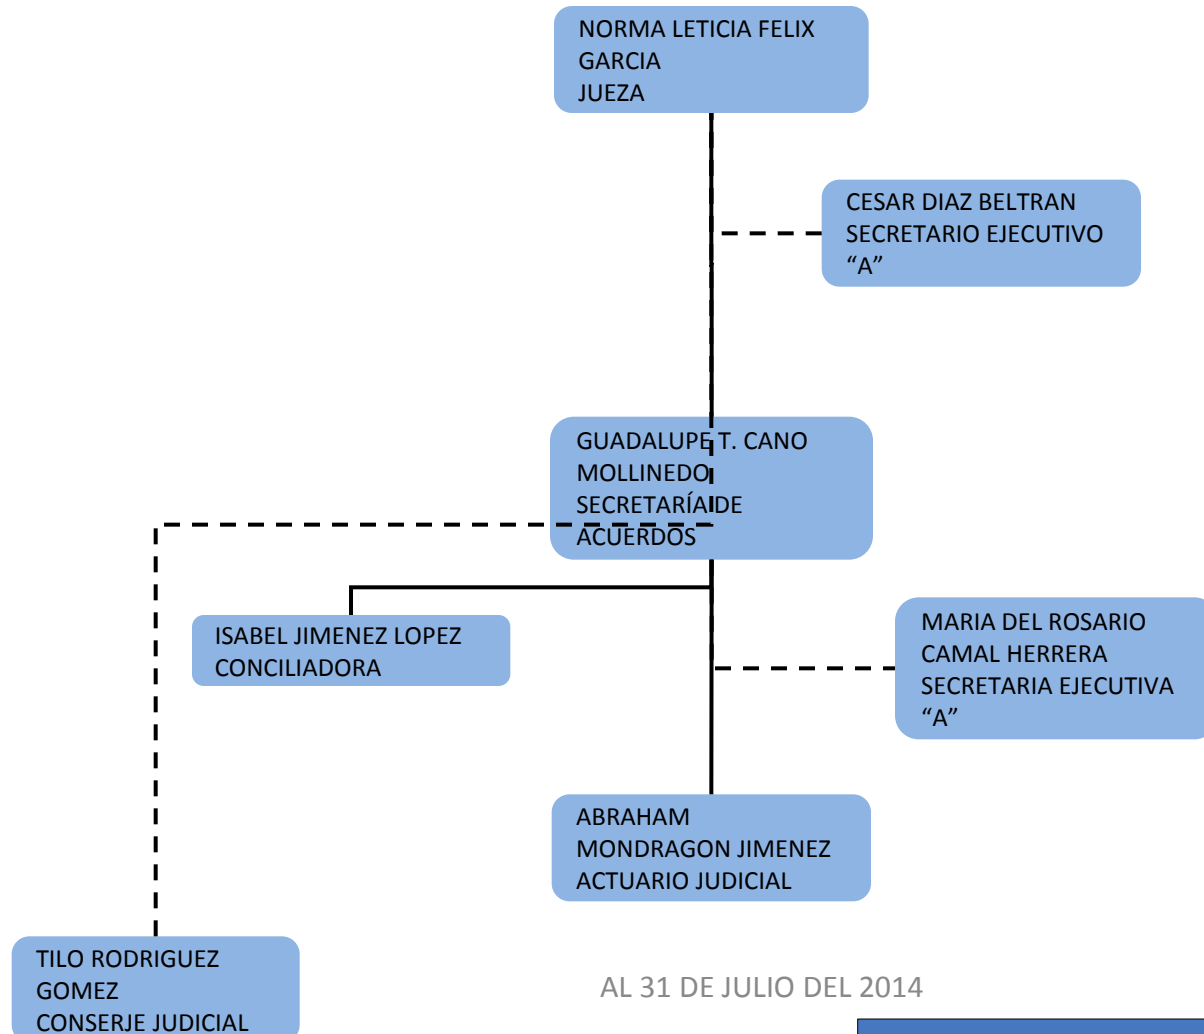 NORMA LETICIA FELIX
GARCIA
JUEZA
CESAR DIAZ BELTRAN
SECRETARIO EJECUTIVO
“A”
GUADALUPE T. CANO
MOLLINEDO
SECRETARÍA DE
ACUERDOS
ISABEL JIMENEZ LOPEZ
CONCILIADORA
MARIA DEL ROSARIO
CAMAL HERRERA
SECRETARIA EJECUTIVA
“A”
ABRAHAM
MONDRAGON JIMENEZ
ACTUARIO JUDICIAL
TILO RODRIGUEZ
GOMEZ
CONSERJE JUDICIAL
AL 31 DE JULIO DEL 2014